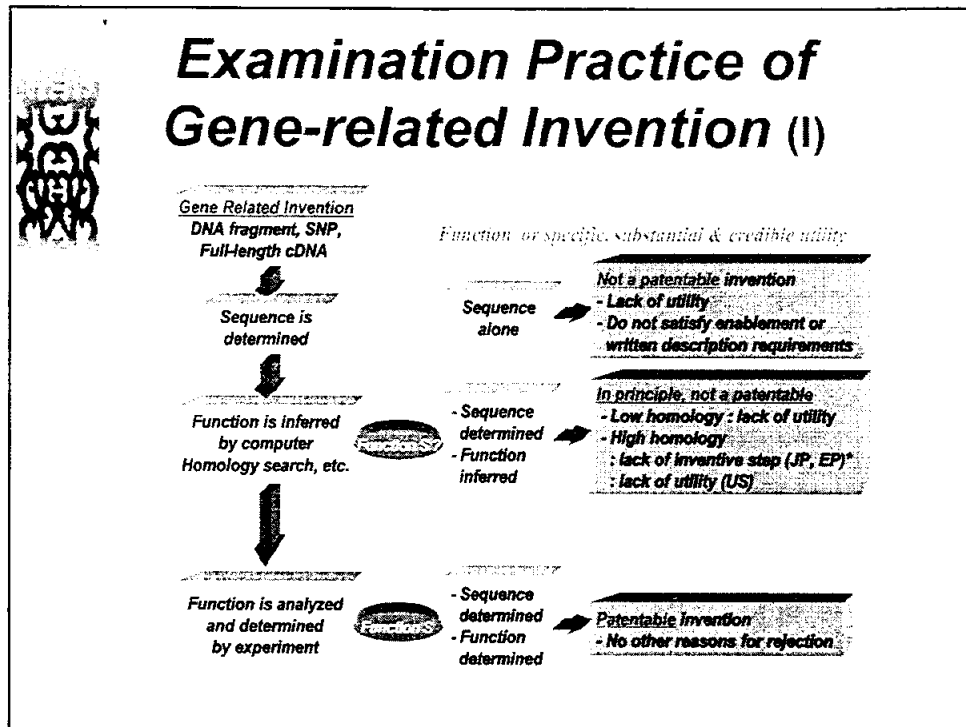 Examination Practice of
Gene-related Invention (I)
Gene Related Invention
DNA fragment, SNP,
Full-length cDNA
Function or specific, substantial & credible utility
Sequence is
determined
Sequence
alone
Not a patentable invention
- Lack of utility
- Do not satisfy enablement or
written description requirements
Function is inferred
by computer
Homology search, etc.
- Sequence
determined
- Function
inferred
In principle, not a patentable
- Low homology : lack of utility
- High homology
: lack of inventive step (JP, EP)*
: lack of utility (US)
Function is analyzed
and determined
by experiment
- Sequence
determined
- Function
determined
Patentable invention
- No other reasons for rejection